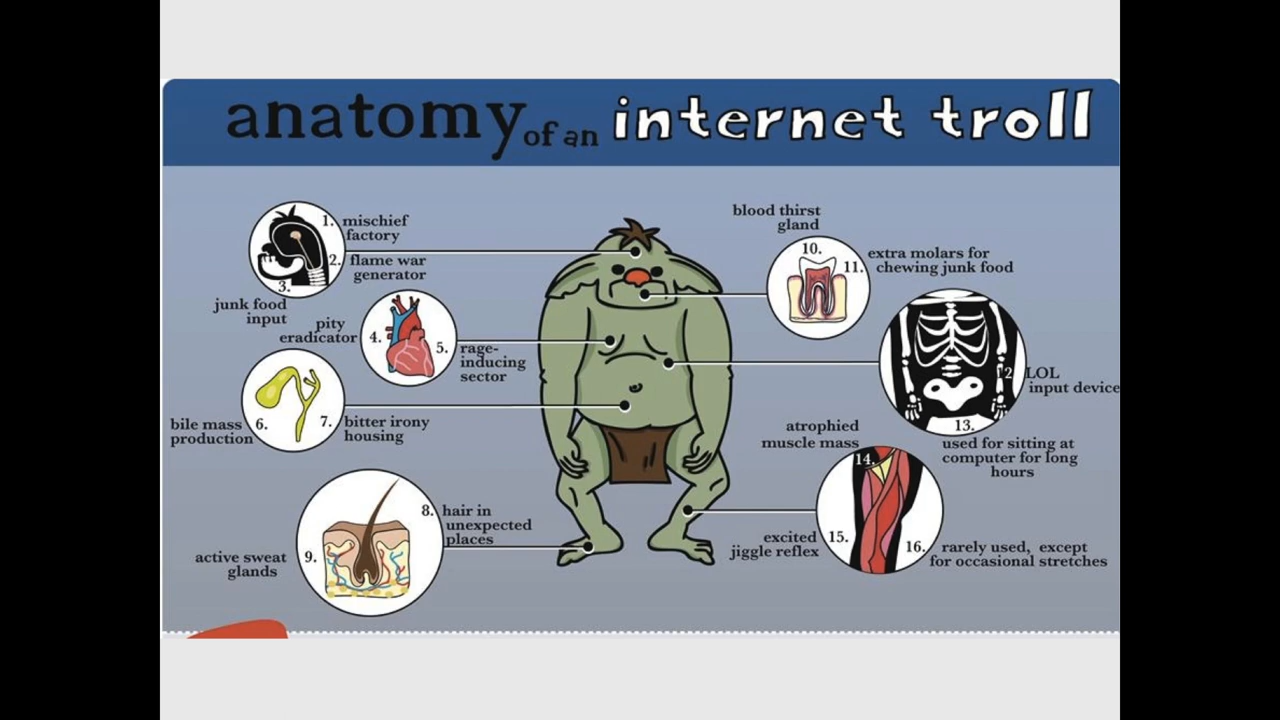 anatomy of an internet troll
1. mischief
factory
2. flame war
generator
3.
junk food
input
pity
eradicator
4.
5. rage-
inducing
sector
bile mass
production
6.
7. bitter irony
housing
8. hair in
unexpected
places
active sweat
glands
9.
blood thirst
gland
10.
11. extra molars for
chewing junk food
12 LOL
input device
13.
used for sitting at
computer for long
hours
atrophied
muscle mass
14.
excited
jiggle reflex
15.
16. rarely used, except
for occasional stretches